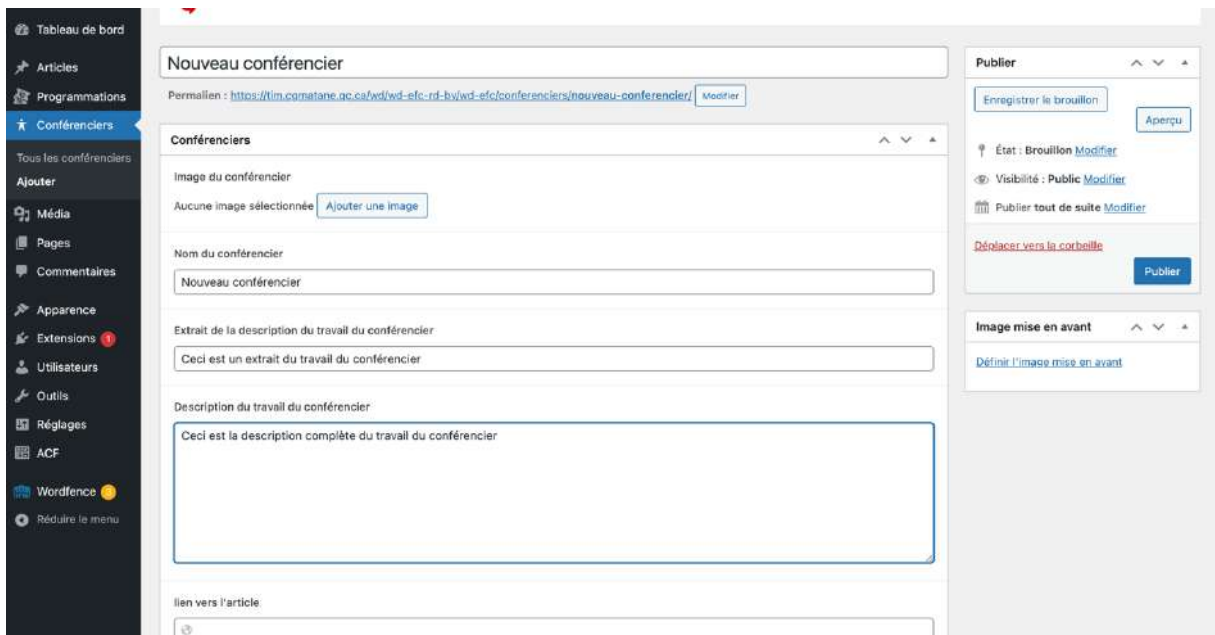 Tableau de bord
Articles
Programmations
Conférenciers
Tous les conférenciers
Ajouter
Média
Pages
Commentaires
Apparence
Extensions 1
Utilisateurs
Outils
Réglages
ACF
Wordfence
Réduire le menu
Nouveau conférencier
Permalien : https://tim.cgmatane.qc.ca/wd/wd-efc-rd-bv/wd-efc/conferenciers/nouveau-conferencier/ Modifier
Conférenciers
Image du conférencier
Aucune image sélectionnée Ajouter une image
Nom du conférencier
Nouveau conférencier
Extrait de la description du travail du conférencier
Ceci est un extrait du travail du conférencier
Description du travail du conférencier
Ceci est la description complète du travail du conférencier
lien vers l'article
Publier
Enregistrer le brouillon
Aperçu
État : Brouillon Modifier
Visibilité : Public Modifier
Publier tout de suite Modifier
Déplacer vers la corbeille
Publier
Image mise en avant
Définir l'image mise en avant